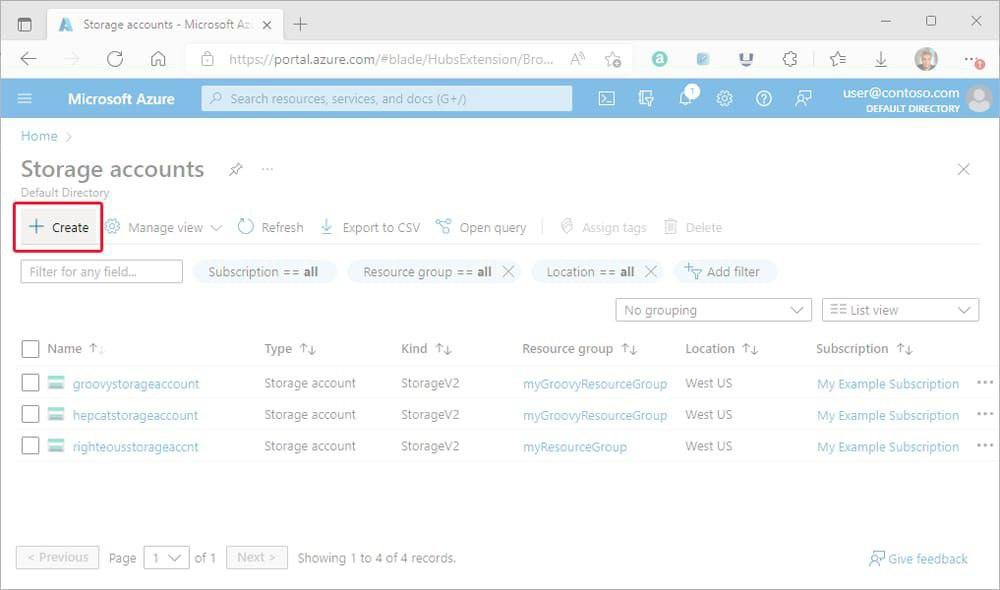 Storage accounts - Microsoft Az
https://portal.azure.com/#blade/HubsExtension/Bro...
Microsoft Azure
Search resources, services, and docs (G+/)
1
user@contoso.com
DEFAULT DIRECTORY
Home
Storage accounts
Default Directory
Create Manage view Refresh Export to CSV Open query Assign tags Delete
Filter for any field... Subscription == all Resource group == all Location == all Add filter
No grouping List view
Name Type Kind Resource group Location Subscription
groovystorageaccount Storage account StorageV2 myGroovyResourceGroup West US My Example Subscription
hepcatstorageaccount Storage account StorageV2 myGroovyResourceGroup West US My Example Subscription
righteousstorageaccnt Storage account StorageV2 myResourceGroup West US My Example Subscription
< Previous Page 1 of 1 Next > Showing 1 to 4 of 4 records. Give feedback